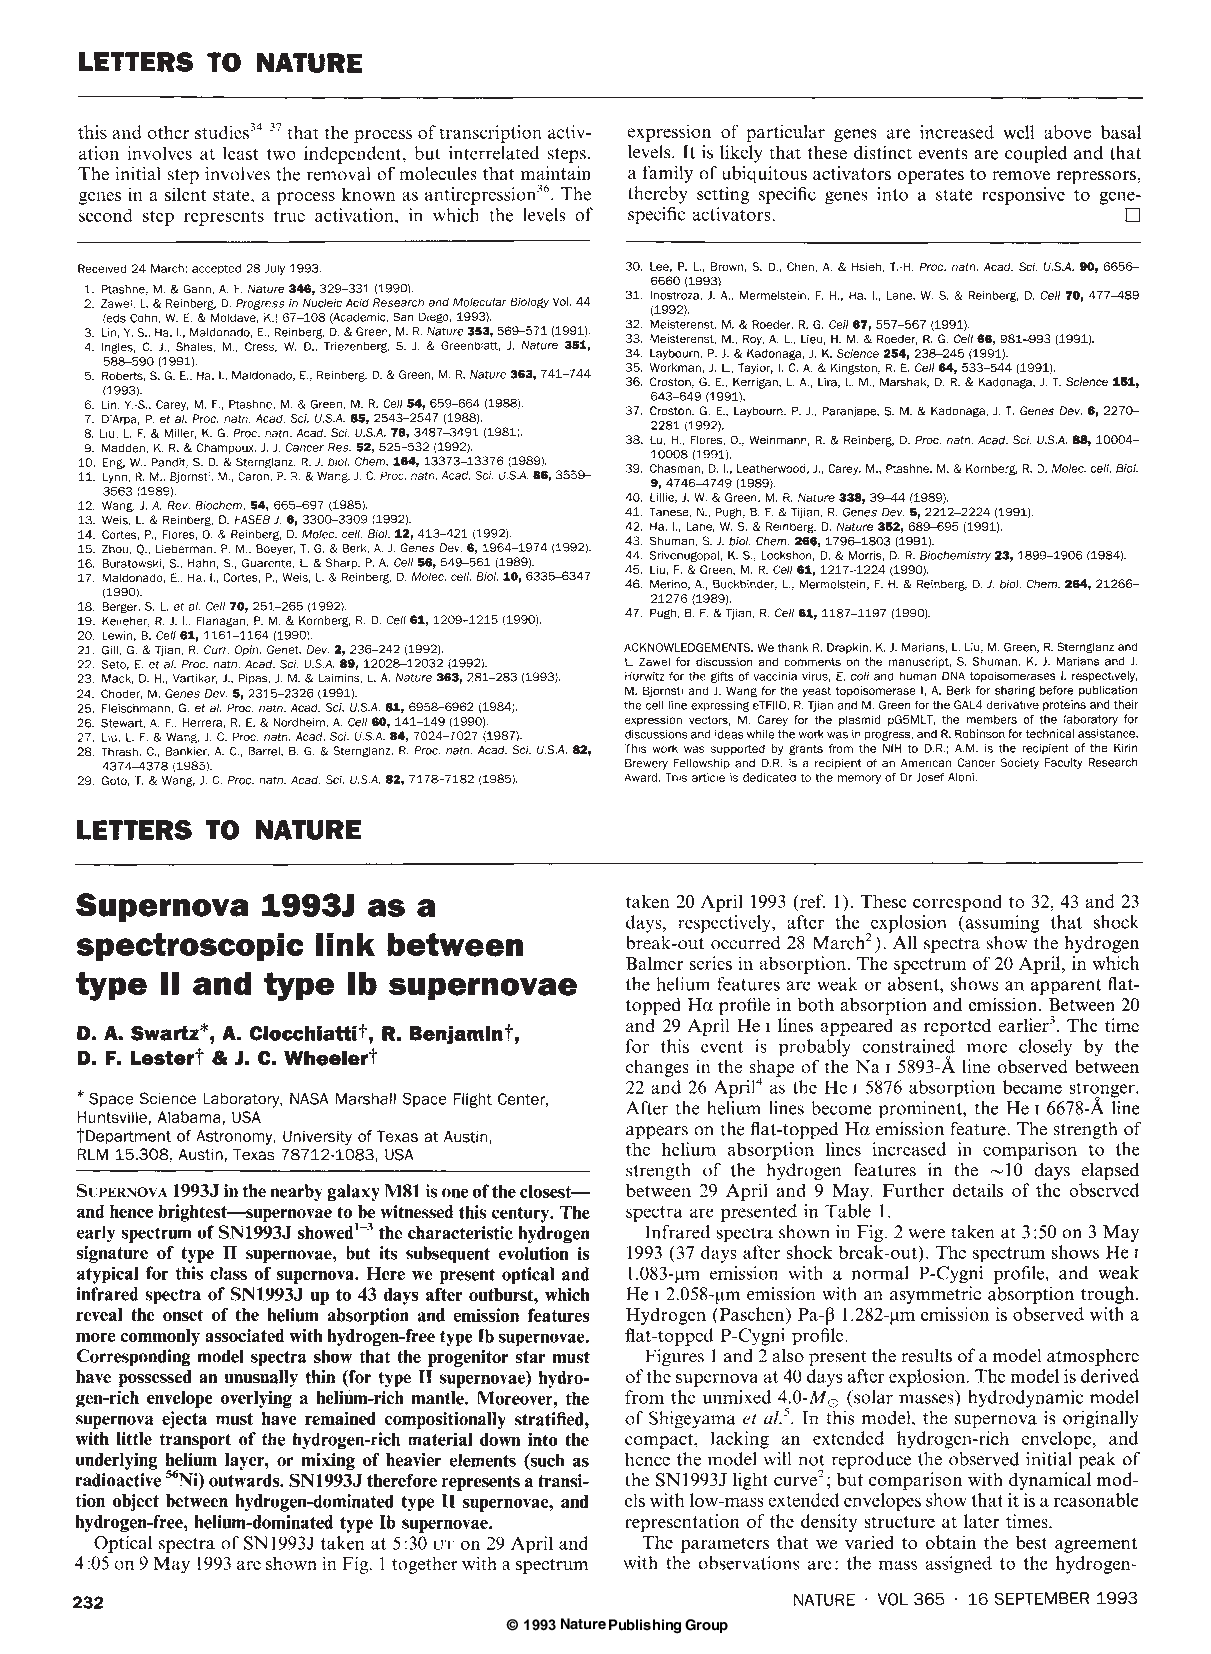 LETTERS TO NATURE
this and other studies34–37 that the process of transcription activ-
ation involves at least two independent, but interrelated steps.
The initial step involves the removal of molecules that maintain
genes in a silent state, a process known as antirepression36. The
second step represents true activation, in which the levels of
expression of particular genes are increased well above basal
levels. It is likely that these distinct events are coupled and that
a family of ubiquitous activators operates to remove repressors,
thereby setting specific genes into a state responsive to gene-
specific activators. □
Received 24 March; accepted 28 July 1993.
1. Ptashne, M. & Gann, A. F. Nature 346, 329–331 (1990).
2. Zawel, L. & Reinberg, D. Progress in Nucleic Acid Research and Molecular Biology Vol. 44
(eds Cohn, W. E. & Moldave, K.) 67–108 (Academic, San Diego, 1993).
3. Lin, Y. S., Ha, I., Maldonado, E., Reinberg, D. & Green, M. R. Nature 353, 569–571 (1991).
4. Ingles, C. J., Shales, M., Cress, W. D., Triezenberg, S. J. & Greenblatt, J. Nature 351,
588–590 (1991).
5. Roberts, S. G. E., Ha, I., Maldonado, E., Reinberg, D. & Green, M. R. Nature 363, 741–744
(1993).
6. Lin, Y.-S., Carey, M. F., Ptashne, M. & Green, M. R. Cell 54, 659–664 (1988).
7. D'Arpa, P. et al. Proc. natn. Acad. Sci. U.S.A. 85, 2543–2547 (1988).
8. Liu, L. F. & Miller, K. G. Proc. natn. Acad. Sci. U.S.A. 78, 3487–3491 (1981).
9. Madden, K. R. & Champoux, J. J. Cancer Res. 52, 525–532 (1992).
10. Eng, W., Pandit, S. D. & Sternglanz, R. J. biol. Chem. 164, 13373–13376 (1989).
11. Lynn, R. M., Bjornsti, M., Caron, P. R. & Wang, J. C. Proc. natn. Acad. Sci. U.S.A. 86, 3559–
3563 (1989).
12. Wang, J. A. Rev. Biochem. 54, 665–697 (1985).
13. Weis, L. & Reinberg, D. FASEB J. 6, 3300–3309 (1992).
14. Cortes, P., Flores, O. & Reinberg, D. Molec. cell. Biol. 12, 413–421 (1992).
15. Zhou, Q., Lieberman, P. M., Boeyer, T. G. & Berk, A. J. Genes Dev. 6, 1964–1974 (1992).
16. Buratowski, S., Hahn, S., Guarente, L. & Sharp, P. A. Cell 56, 549–561 (1989).
17. Maldonado, E., Ha, I., Cortes, P., Weis, L. & Reinberg, D. Molec. cell. Biol. 10, 6335–6347
(1990).
18. Berger, S. L. et al. Cell 70, 251–265 (1992).
19. Kelleher, R. J. I., Flanagan, P. M. & Kornberg, R. D. Cell 61, 1209–1215 (1990).
20. Lewin, B. Cell 61, 1161–1164 (1990).
21. Gill, G. & Tjian, R. Curr. Opin. Genet. Dev. 2, 236–242 (1992).
22. Seto, E. et al. Proc. natn. Acad. Sci. U.S.A. 89, 12028–12032 (1992).
23. Mack, D. H., Vartikar, J., Pipas, J. M. & Laimins, L. A. Nature 363, 281–283 (1993).
24. Choder, M. Genes Dev. 5, 2315–2326 (1991).
25. Fleischmann, G. et al. Proc. natn. Acad. Sci. U.S.A. 81, 6958–6962 (1984).
26. Stewart, A. F., Herrera, R. E. & Nordheim, A. Cell 60, 141–149 (1990).
27. Liu, L. F. & Wang, J. C. Proc. natn. Acad. Sci. U.S.A. 84, 7024–7027 (1987).
28. Thrash, C., Bankier, A. C., Barrel, B. G. & Sternglanz, R. Proc. natn. Acad. Sci. U.S.A. 82,
4374–4378 (1985).
29. Goto, T. & Wang, J. C. Proc. natn. Acad. Sci. U.S.A. 82, 7178–7182 (1985).
30. Lee, P. L., Brown, S. D., Chen, A. & Hsieh, T.-H. Proc. natn. Acad. Sci. U.S.A. 90, 6656–
6660 (1993)
31. Inostroza, J. A., Mermelstein, F. H., Ha, I., Lane, W. S. & Reinberg, D. Cell 70, 477–489
(1992).
32. Meisterenst, M. & Roeder, R. G. Cell 67, 557–567 (1991).
33. Meisterenst, M., Roy, A. L., Lieu, H. M. & Roeder, R. G. Cell 66, 981–993 (1991).
34. Laybourn, P. J. & Kadonaga, J. K. Science 254, 238–245 (1991).
35. Workman, J. L., Taylor, I. C. A. & Kingston, R. E. Cell 64, 533–544 (1991).
36. Croston, G. E., Kerrigan, L. A., Lira, L. M., Marshak, D. R. & Kadonaga, J. T. Science 151,
643–649 (1991).
37. Croston, G. E., Laybourn, P. J., Paranjape, S. M. & Kadonaga, J. T. Genes Dev. 6, 2270–
2281 (1992).
38. Lu, H., Flores, O., Weinmann, R. & Reinberg, D. Proc. natn. Acad. Sci. U.S.A. 88, 10004–
10008 (1991).
39. Chasman, D. I., Leatherwood, J., Carey, M., Ptashne, M. & Kornberg, R. D. Molec. cell. Biol.
9, 4746–4749 (1989).
40. Lillie, J. W. & Green, M. R. Nature 338, 39–44 (1989).
41. Tanese, N., Pugh, B. F. & Tijian, R. Genes Dev. 5, 2212–2224 (1991).
42. Ha, I., Lane, W. S. & Reinberg, D. Nature 352, 689–695 (1991).
43. Shuman, S. J. biol. Chem. 266, 1796–1803 (1991).
44. Srivenugopal, K. S., Lockshon, D. & Morris, D. R. Biochemistry 23, 1899–1906 (1984).
45. Liu, F. & Green, M. R. Cell 61, 1217–1224 (1990).
46. Merino, A., Buckbinder, L., Mermelstein, F. H. & Reinberg, D. J. biol. Chem. 264, 21266–
21276 (1989).
47. Pugh, B. F. & Tjian, R. Cell 61, 1187–1197 (1990).
ACKNOWLEDGEMENTS. We thank R. Drapkin, K. J. Marians, L. Liu, M. Green, R. Sternglanz and
L. Zawel for discussion and comments on the manuscript, S. Shuman, K. J. Marians and J.
Hurwitz for the gifts of vaccinia virus, E. coli and human DNA topoisomerases I, respectively,
M. Bjornsti and J. Wang for the yeast topoisomerase I, A. Berk for sharing before publication
the cell line expressing eTFIID, R. Tjian and M. Green for the GAL4 derivative proteins and their
expression vectors, M. Carey for the plasmid pG5MLT, the members of the laboratory for
discussions and ideas while the work was in progress, and R. Robinson for technical assistance.
This work was supported by grants from the NIH to D.R.; A.M. is the recipient of the Kirin
Brewery Fellowship and D.R. is a recipient of an American Cancer Society Faculty Research
Award. This article is dedicated to the memory of Dr Josef Aloni.
LETTERS TO NATURE
Supernova 1993J as a
spectroscopic link between
type II and type Ib supernovae
D. A. Swartz*, A. Clocchiatti†, R. Benjamin†,
D. F. Lester† & J. C. Wheeler†
* Space Science Laboratory, NASA Marshall Space Flight Center,
Huntsville, Alabama, USA
†Department of Astronomy, University of Texas at Austin,
RLM 15.308, Austin, Texas 78712-1083, USA
SUPERNOVA 1993J in the nearby galaxy M81 is one of the closest—
and hence brightest—supernovae to be witnessed this century. The
early spectrum of SN1993J showed1–3 the characteristic hydrogen
signature of type II supernovae, but its subsequent evolution is
atypical for this class of supernova. Here we present optical and
infrared spectra of SN1993J up to 43 days after outburst, which
reveal the onset of the helium absorption and emission features
more commonly associated with hydrogen-free type Ib supernovae.
Corresponding model spectra show that the progenitor star must
have possessed an unusually thin (for type II supernovae) hydro-
gen-rich envelope overlying a helium-rich mantle. Moreover, the
supernova ejecta must have remained compositionally stratified,
with little transport of the hydrogen-rich material down into the
underlying helium layer, or mixing of heavier elements (such as
radioactive 56Ni) outwards. SN1993J therefore represents a transi-
tion object between hydrogen-dominated type II supernovae, and
hydrogen-free, helium-dominated type Ib supernovae.
Optical spectra of SN1993J taken at 5:30 UT on 29 April and
4:05 on 9 May 1993 are shown in Fig. 1 together with a spectrum
taken 20 April 1993 (ref. 1). These correspond to 32, 43 and 23
days, respectively, after the explosion (assuming that shock
break-out occurred 28 March2). All spectra show the hydrogen
Balmer series in absorption. The spectrum of 20 April, in which
the helium features are weak or absent, shows an apparent flat-
topped Hα profile in both absorption and emission. Between 20
and 29 April He I lines appeared as reported earlier3. The time
for this event is probably constrained more closely by the
changes in the shape of the Na I 5893-Å line observed between
22 and 26 April4 as the He I 5876 absorption became stronger.
After the helium lines become prominent, the He I 6678-Å line
appears on the flat-topped Hα emission feature. The strength of
the helium absorption lines increased in comparison to the
strength of the hydrogen features in the ~10 days elapsed
between 29 April and 9 May. Further details of the observed
spectra are presented in Table 1.
Infrared spectra shown in Fig. 2 were taken at 3:50 on 3 May
1993 (37 days after shock break-out). The spectrum shows He I
1.083-μm emission with a normal P-Cygni profile, and weak
He I 2.058-μm emission with an asymmetric absorption trough.
Hydrogen (Paschen) Pa-β 1.282-μm emission is observed with a
flat-topped P-Cygni profile.
Figures 1 and 2 also present the results of a model atmosphere
of the supernova at 40 days after explosion. The model is derived
from the unmixed 4.0-M☉ (solar masses) hydrodynamic model
of Shigeyama et al.5. In this model, the supernova is originally
compact, lacking an extended hydrogen-rich envelope, and
hence the model will not reproduce the observed initial peak of
the SN1993J light curve2; but comparison with dynamical mod-
els with low-mass extended envelopes show that it is a reasonable
representation of the density structure at later times.
The parameters that we varied to obtain the best agreement
with the observations are: the mass assigned to the hydrogen-
232
NATURE · VOL 365 · 16 SEPTEMBER 1993
© 1993 Nature Publishing Group